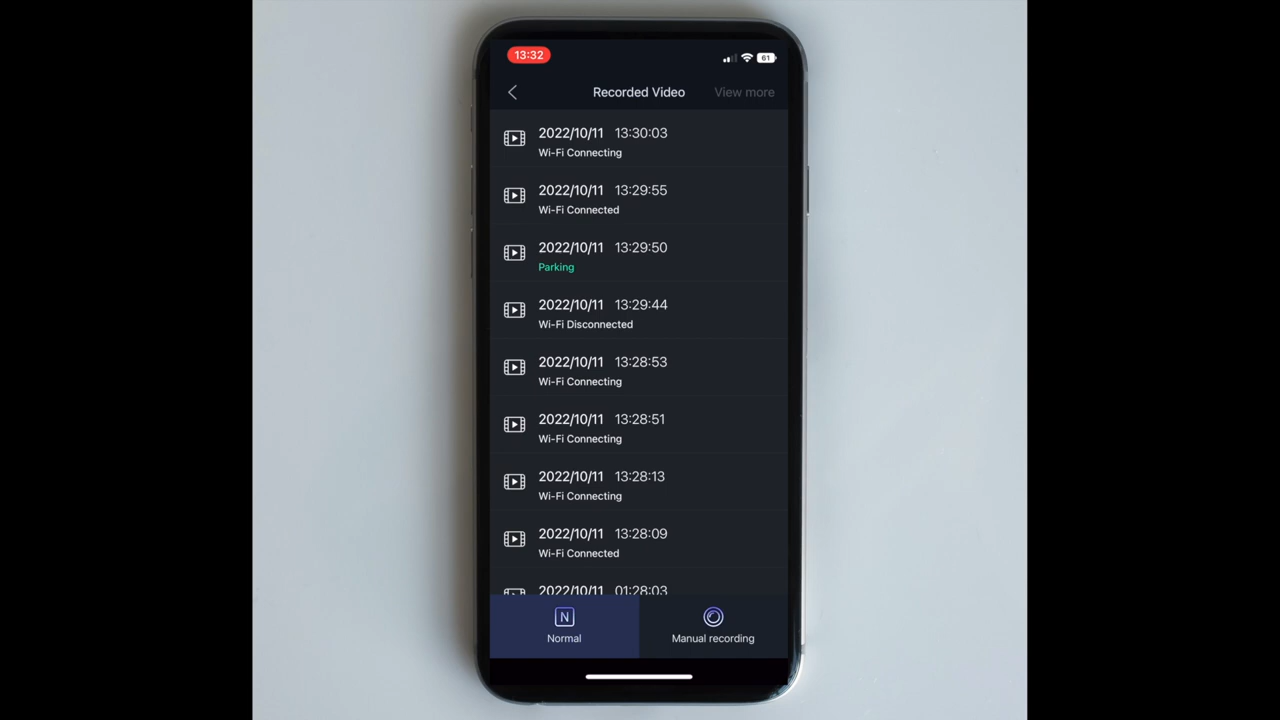 13:32
61
Recorded Video
View more
2022/10/11 13:30:03
Wi-Fi Connecting
2022/10/11 13:29:55
Wi-Fi Connected
2022/10/11 13:29:50
Parking
2022/10/11 13:29:44
Wi-Fi Disconnected
2022/10/11 13:28:53
Wi-Fi Connecting
2022/10/11 13:28:51
Wi-Fi Connecting
2022/10/11 13:28:13
Wi-Fi Connecting
2022/10/11 13:28:09
Wi-Fi Connected
2022/10/11 01:28:03
N
Normal
Manual recording